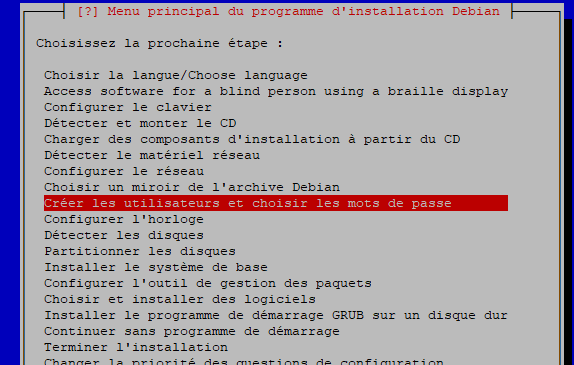 [?] Menu principal du programme d'installation Debian
Choisissez la prochaine étape :
Choisir la langue/Choose language
Access software for a blind person using a braille display
Configurer le clavier
Détecter et monter le CD
Charger des composants d'installation à partir du CD
Détecter le matériel réseau
Configurer le réseau
Choisir un miroir de l'archive Debian
Créer les utilisateurs et choisir les mots de passe
Configurer l'horloge
Détecter les disques
Partitionner les disques
Installer le système de base
Configurer l'outil de gestion des paquets
Choisir et installer des logiciels
Installer le programme de démarrage GRUB sur un disque dur
Continuer sans programme de démarrage
Terminer l'installation
Changer la priorité des questions de configuration